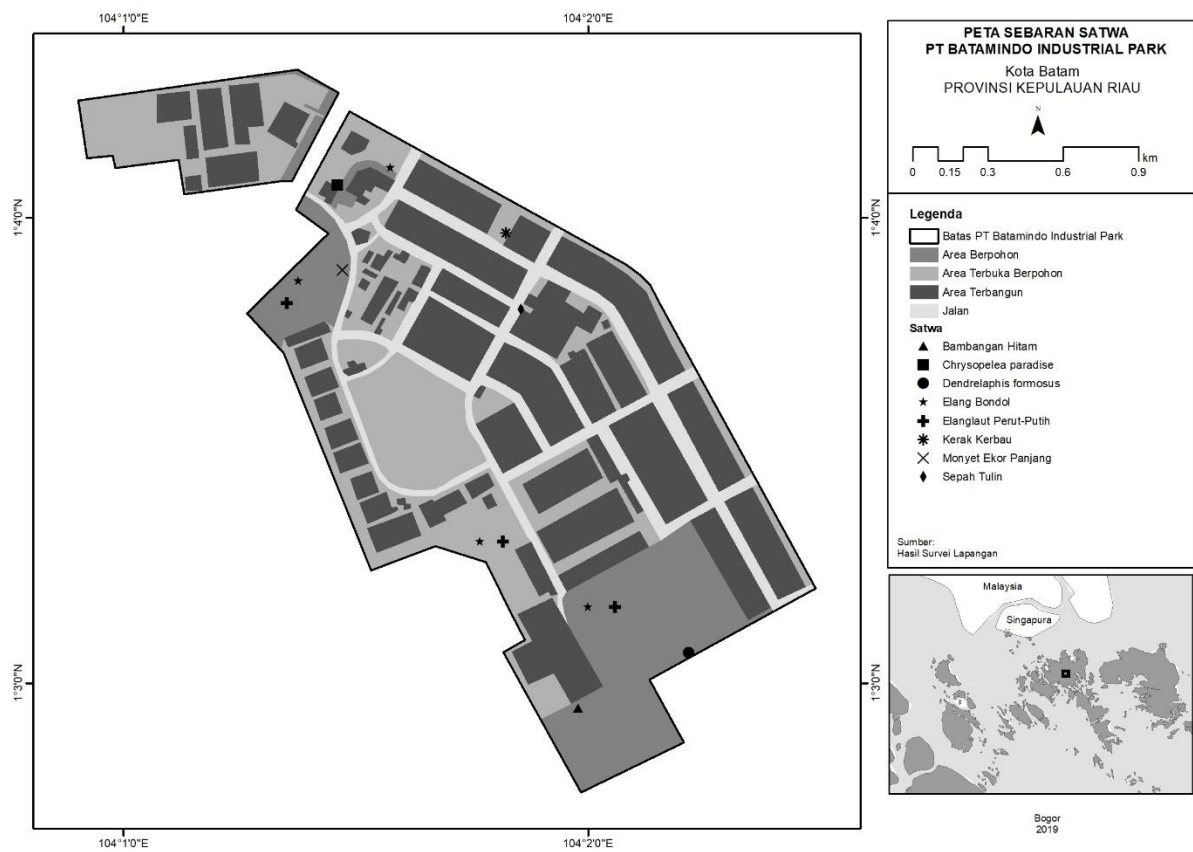 104°1'0"E
104°2'0"E
1°4'0"N
1°4'0"N
1°3'0"N
1°3'0"N
104°1'0"E
104°2'0"E
PETA SEBARAN SATWA
PT BATAMINDO INDUSTRIAL PARK
Kota Batam
PROVINSI KEPULAUAN RIAU
N
km
0 0.15 0.3 0.6 0.9
Legenda
Batas PT Batamindo Industrial Park
Area Berpohon
Area Terbuka Berpohon
Area Terbangun
Jalan
Satwa
Bambangan Hitam
Chrysopelea paradise
Dendrelaphis formosus
Elang Bondol
Elanglaut Perut-Putih
Kerak Kerbau
Monyet Ekor Panjang
Sepah Tulin
Sumber:
Hasil Survei Lapangan
Malaysia
Singapura
Bogor
2019